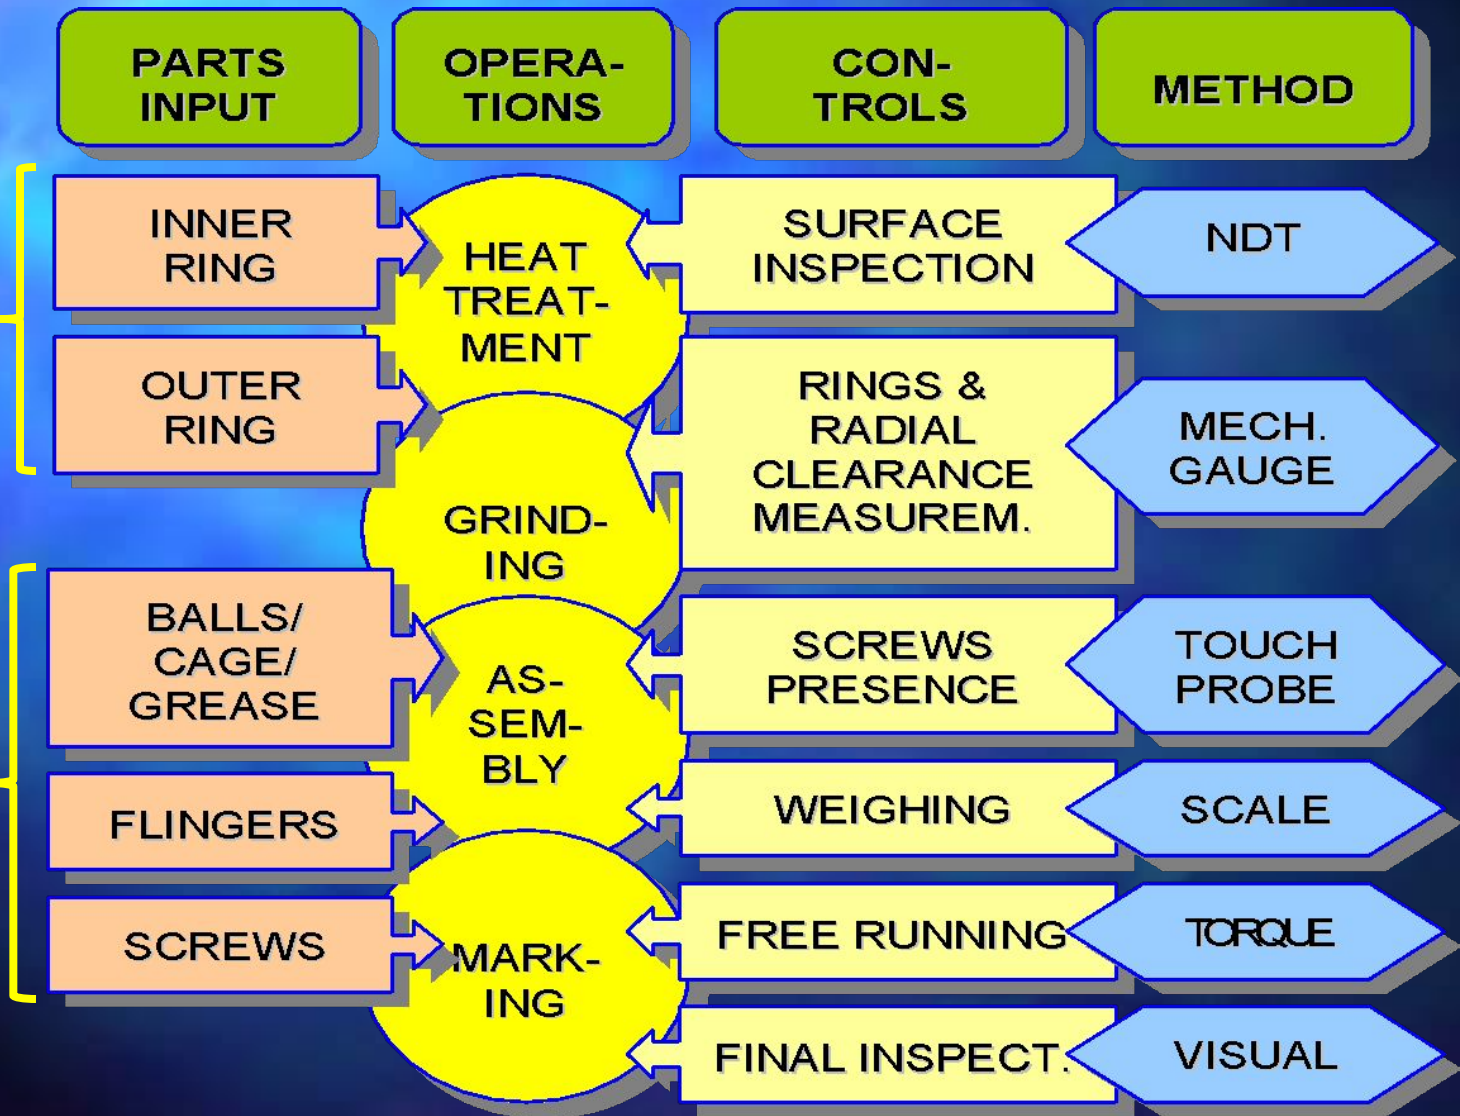 PARTS
INPUT
OPERA-
TIONS
CON-
TROLS
METHOD
INNER
RING
HEAT
TREAT-
MENT
SURFACE
INSPECTION
NDT
OUTER
RING
GRIND-
ING
RINGS &
RADIAL
CLEARANCE
MEASUREM.
MECH.
GAUGE
BALLS/
CAGE/
GREASE
AS-
SEM-
BLY
SCREWS
PRESENCE
TOUCH
PROBE
FLINGERS
WEIGHING
SCALE
SCREWS
MARK-
ING
FREE RUNNING
TORQUE
FINAL INSPECT.
VISUAL